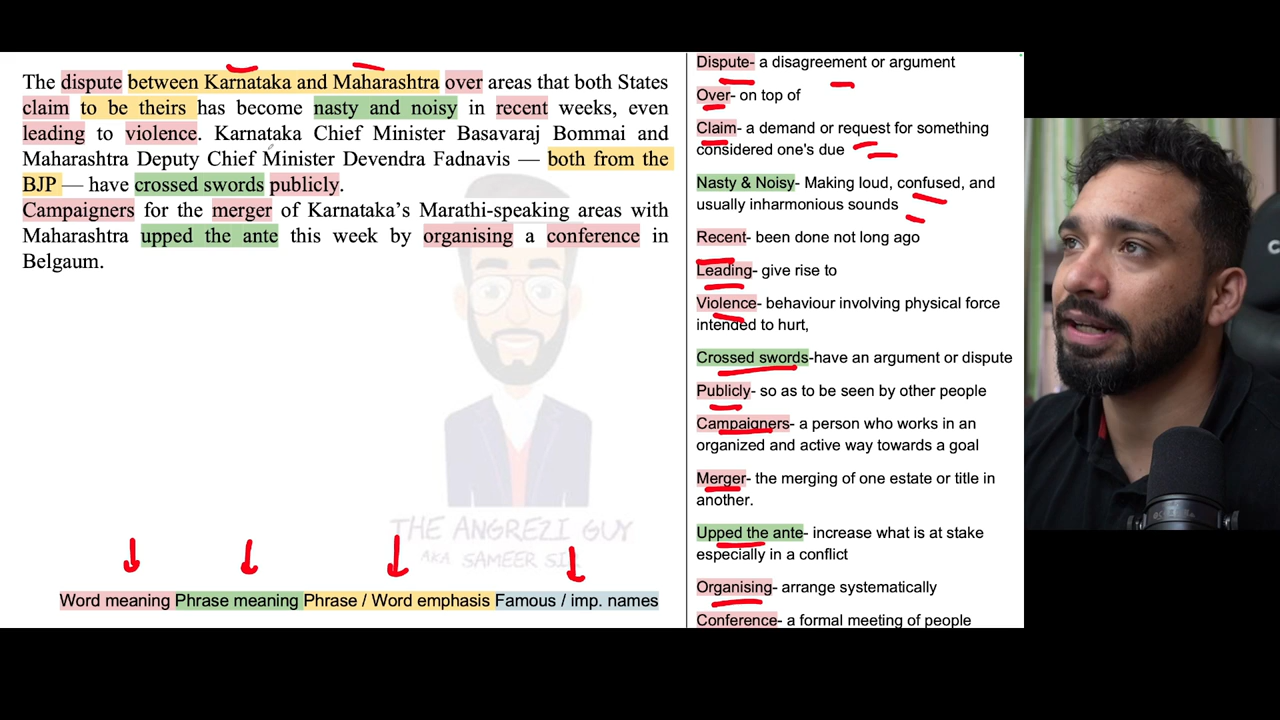 The dispute between Karnataka and Maharashtra over areas that both States
claim to be theirs has become nasty and noisy in recent weeks, even
leading to violence. Karnataka Chief Minister Basavaraj Bommai and
Maharashtra Deputy Chief Minister Devendra Fadnavis — both from the
BJP — have crossed swords publicly.
Campaigners for the merger of Karnataka's Marathi-speaking areas with
Maharashtra upped the ante this week by organising a conference in
Belgaum.
THE ANGREZI GUY
AKA SAMEER SIR
Word meaning Phrase meaning Phrase / Word emphasis Famous / imp. names
Dispute- a disagreement or argument
Over- on top of
Claim- a demand or request for something
considered one's due
Nasty & Noisy- Making loud, confused, and
usually inharmonious sounds
Recent- been done not long ago
Leading- give rise to
Violence- behaviour involving physical force
intended to hurt,
Crossed swords-have an argument or dispute
Publicly- so as to be seen by other people
Campaigners- a person who works in an
organized and active way towards a goal
Merger- the merging of one estate or title in
another.
Upped the ante- increase what is at stake
especially in a conflict
Organising- arrange systematically
Conference- a formal meeting of people